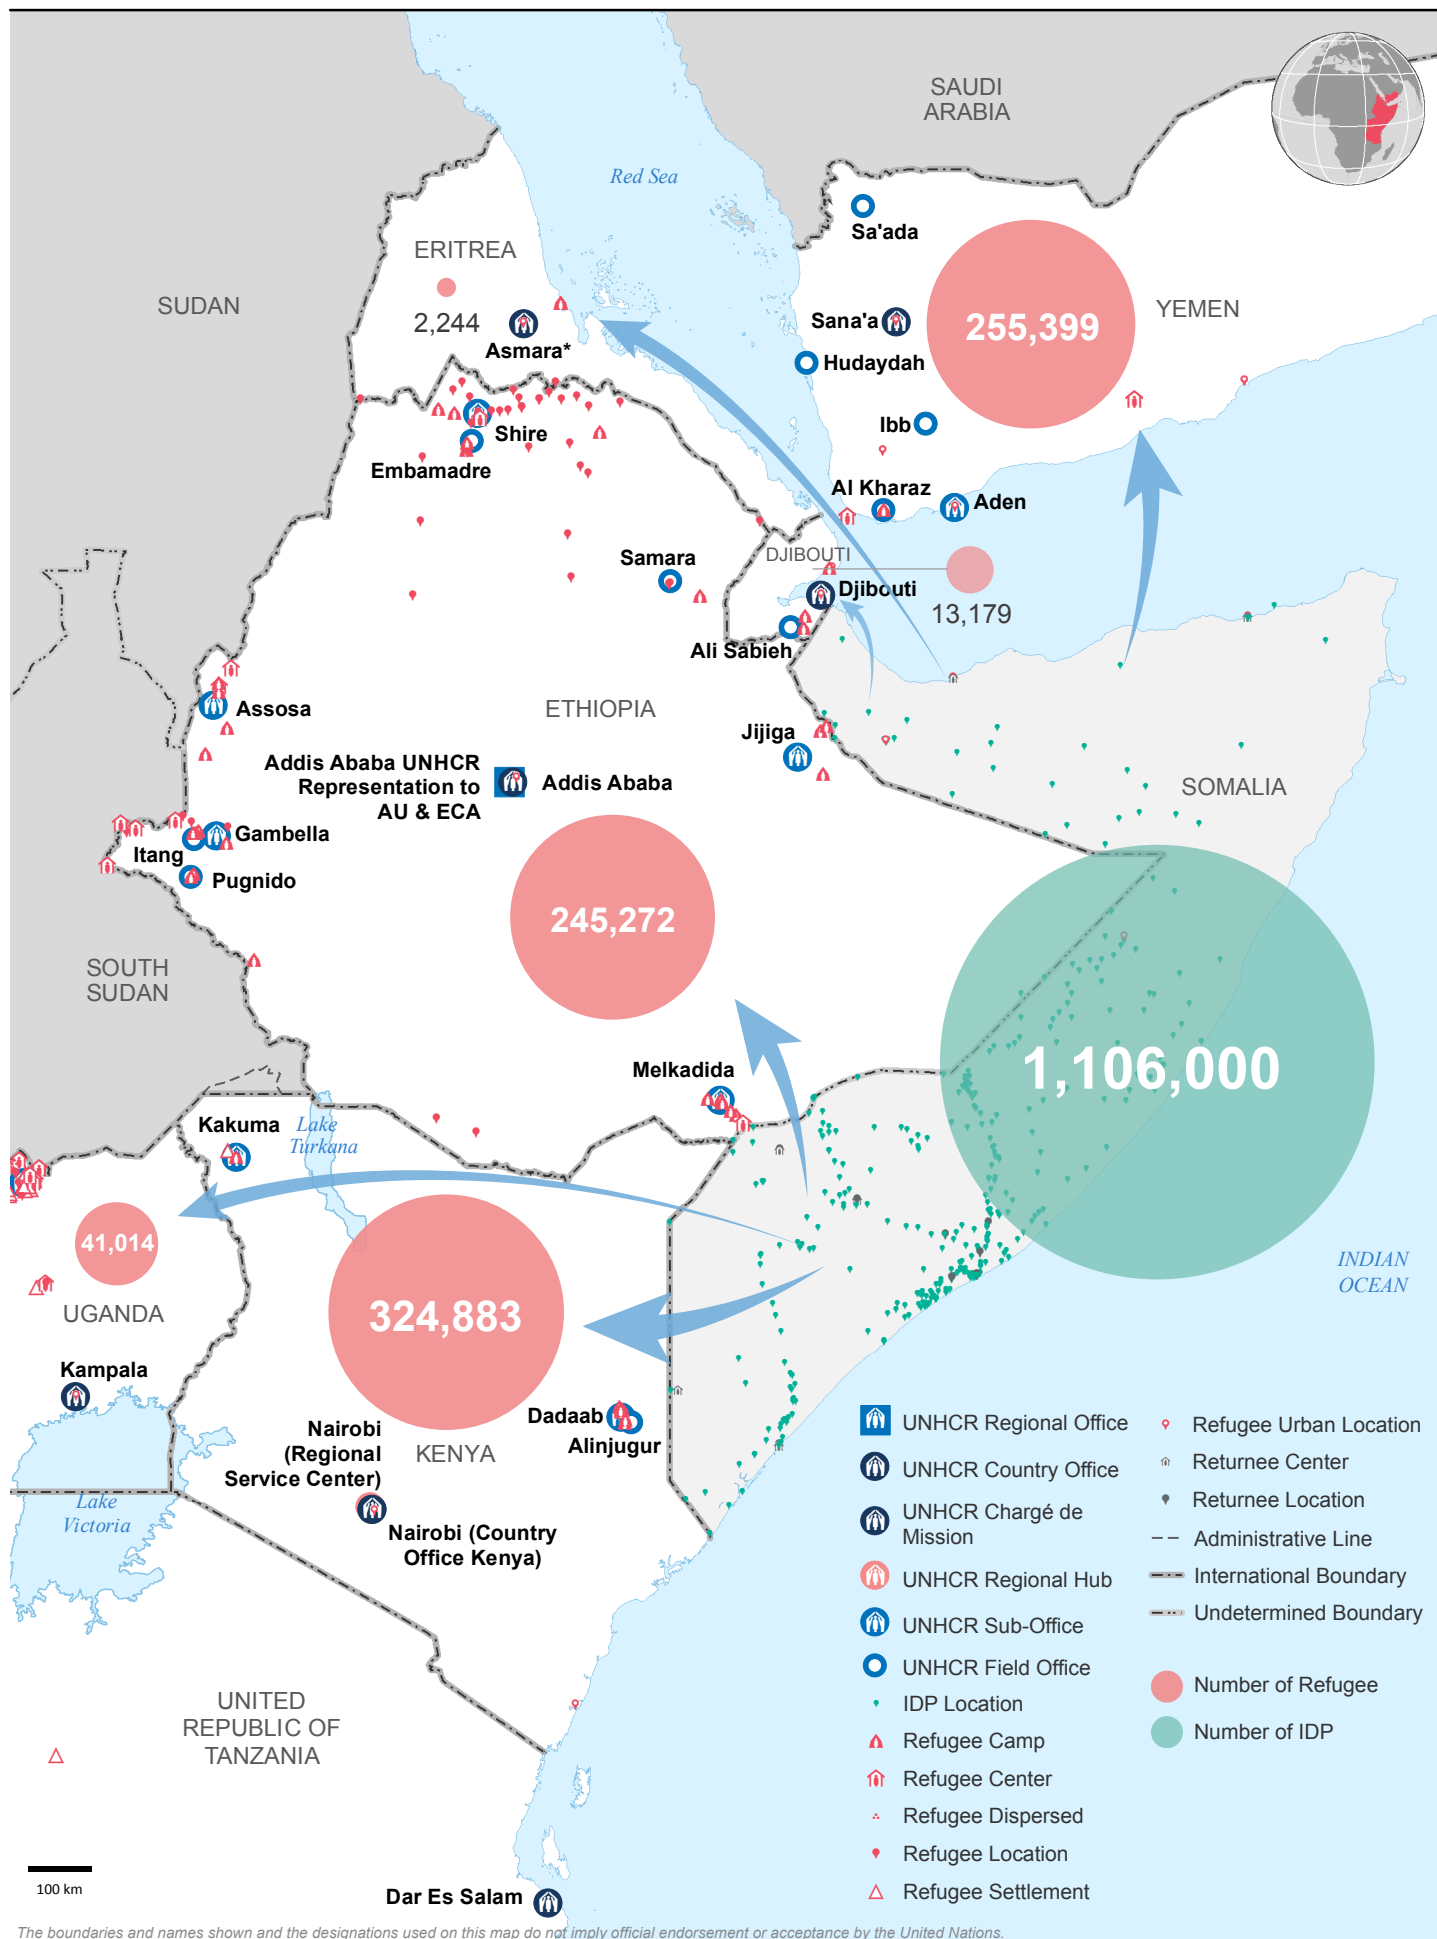 SAUDI
ARABIA
Red Sea
Sa'ada
ERITREA
SUDAN
2,244
Asmara*
Sana'a
255,399
YEMEN
Hudaydah
Ibb
Shire
Embamadre
Al Kharaz
Aden
Samara
DJIBOUTI
Djibouti
13,179
Ali Sabieh
Assosa
ETHIOPIA
Jijiga
Addis Ababa UNHCR
Representation to
AU & ECA
Addis Ababa
SOMALIA
Gambella
Itang
Pugnido
245,272
SOUTH
SUDAN
1,106,000
Melkadida
Kakuma
Lake
Turkana
41,014
UGANDA
324,883
INDIAN
OCEAN
Kampala
Dadaab
Alinjugur
Nairobi
(Regional
Service Center)
KENYA
Lake
Victoria
Nairobi (Country
Office Kenya)
UNITED
REPUBLIC OF
TANZANIA
Dar Es Salam
UNHCR Regional Office
UNHCR Country Office
UNHCR Chargé de
Mission
UNHCR Regional Hub
UNHCR Sub-Office
UNHCR Field Office
IDP Location
Refugee Camp
Refugee Center
Refugee Dispersed
Refugee Location
Refugee Settlement
Refugee Urban Location
Returnee Center
Returnee Location
Administrative Line
International Boundary
Undetermined Boundary
Number of Refugee
Number of IDP
100 km
The boundaries and names shown and the designations used on this map do not imply official endorsement or acceptance by the United Nations.